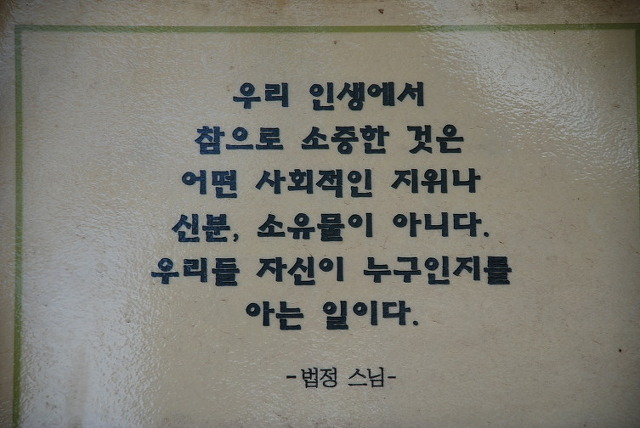 우리 인생에서
참으로 소중한 것은
어떤 사회적인 지위나
신분, 소유물이 아니다.
우리들 자신이 누구인지를
아는 일이다.
-법정 스님-